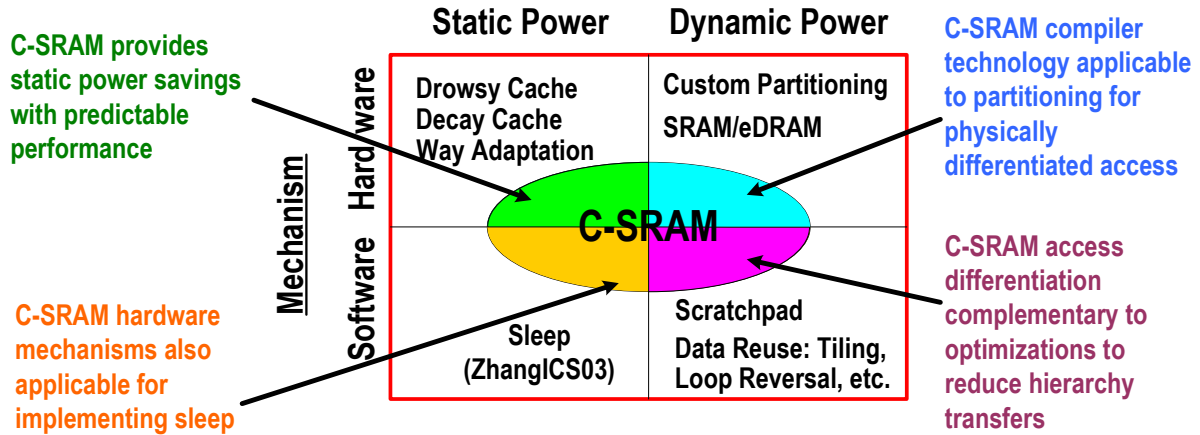 Static Power
Dynamic Power
C-SRAM provides
static power savings
with predictable
performance
Mechanism
Hardware
Software
Drowsy Cache
Decay Cache
Way Adaptation
Custom Partitioning
SRAM/eDRAM
C-SRAM compiler
technology applicable
to partitioning for
physically
differentiated access
C-SRAM
C-SRAM hardware
mechanisms also
applicable for
implementing sleep
Sleep
(ZhangICS03)
Scratchpad
Data Reuse: Tiling,
Loop Reversal, etc.
C-SRAM access
differentiation
complementary to
optimizations to
reduce hierarchy
transfers